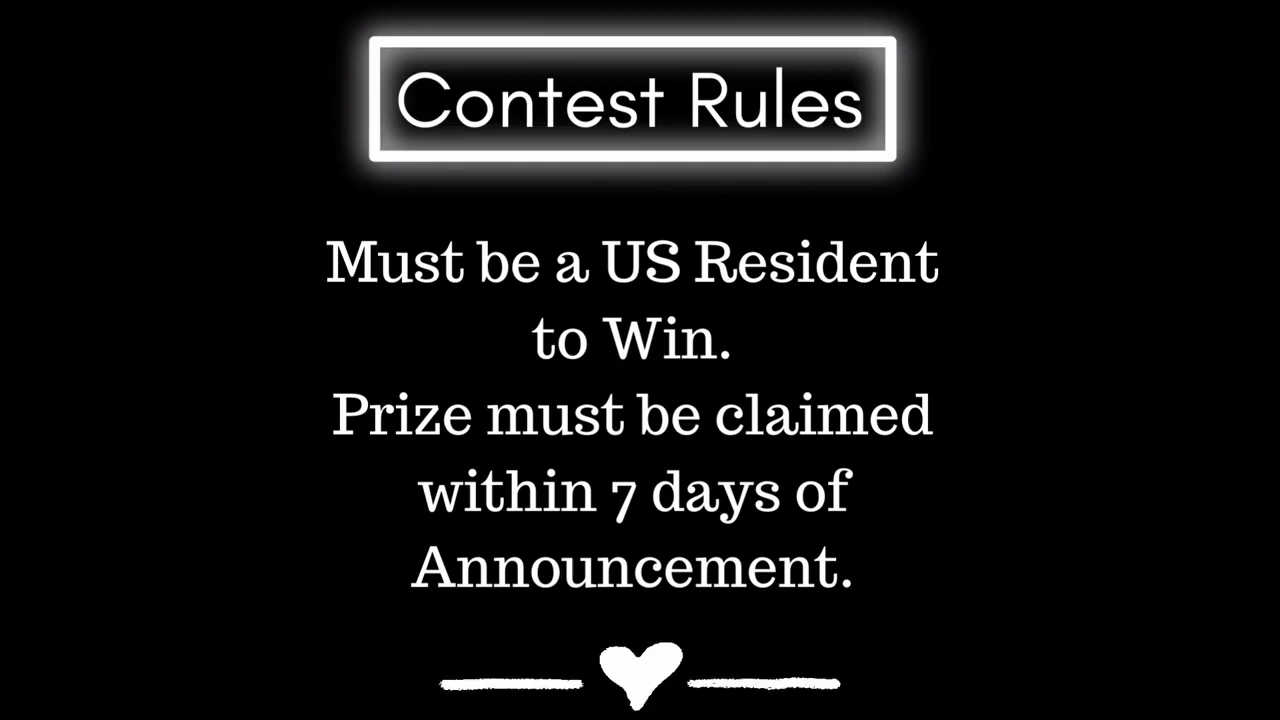 Contest Rules
Must be a US Resident
to Win.
Prize must be claimed
within 7 days of
Announcement.